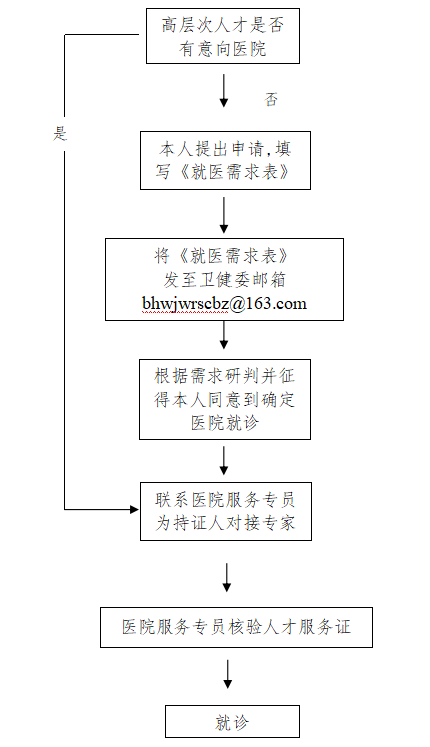 高层次人才是否
有意向医院
否
是
本人提出申请,填
写《就医需求表》
将《就医需求表》
发至卫健委邮箱
bhwjwrscbz@163.com
根据需求研判并征
得本人同意到确定
医院就诊
联系医院服务专员
为持证人对接专家
医院服务专员核验人才服务证
就诊